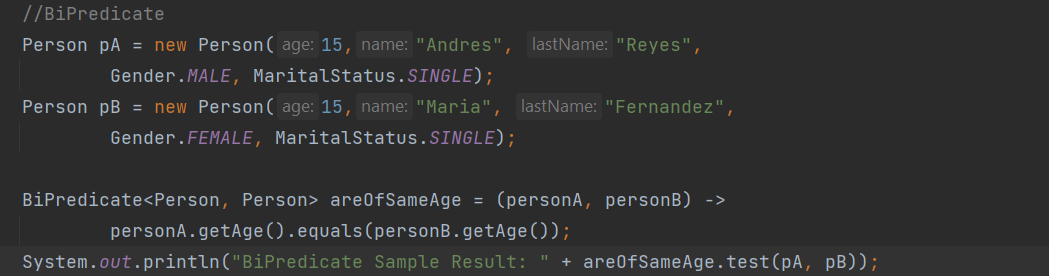 //BiPredicate
Person pA = new Person( age: 15, name: "Andres", lastName: "Reyes",
Gender.MALE, MaritalStatus.SINGLE);
Person pB = new Person( age: 15, name: "Maria", lastName: "Fernandez",
Gender.FEMALE, MaritalStatus.SINGLE);
BiPredicate<Person, Person> areOfSameAge = (personA, personB) ->
personA.getAge().equals(personB.getAge());
System.out.println("BiPredicate Sample Result: " + areOfSameAge.test(pA, pB));